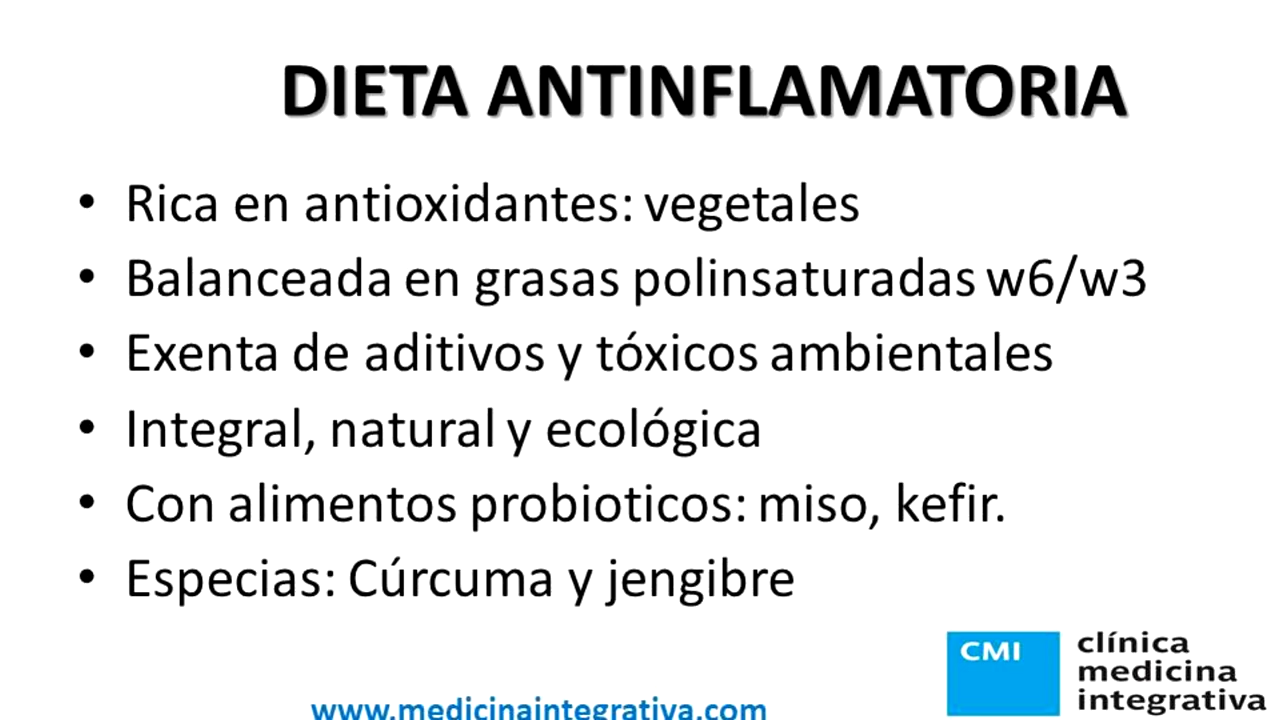 DIETA ANTINFLAMATORIA
• Rica en antioxidantes: vegetales
• Balanceada en grasas polinsaturadas w6/w3
• Exenta de aditivos y tóxicos ambientales
• Integral, natural y ecológica
• Con alimentos probioticos: miso, kefir.
• Especias: Cúrcuma y jengibre
CMI
clínica
medicina
integrativa
www.medicinaintegrativa.com